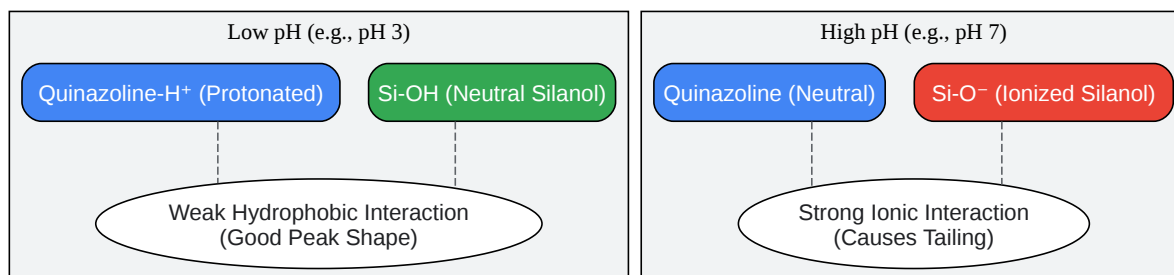 Low pH (e.g., pH 3)
Quinazoline-H⁺ (Protonated)
Si-OH (Neutral Silanol)
Weak Hydrophobic Interaction
(Good Peak Shape)
High pH (e.g., pH 7)
Quinazoline (Neutral)
Si-O⁻ (Ionized Silanol)
Strong Ionic Interaction
(Causes Tailing)